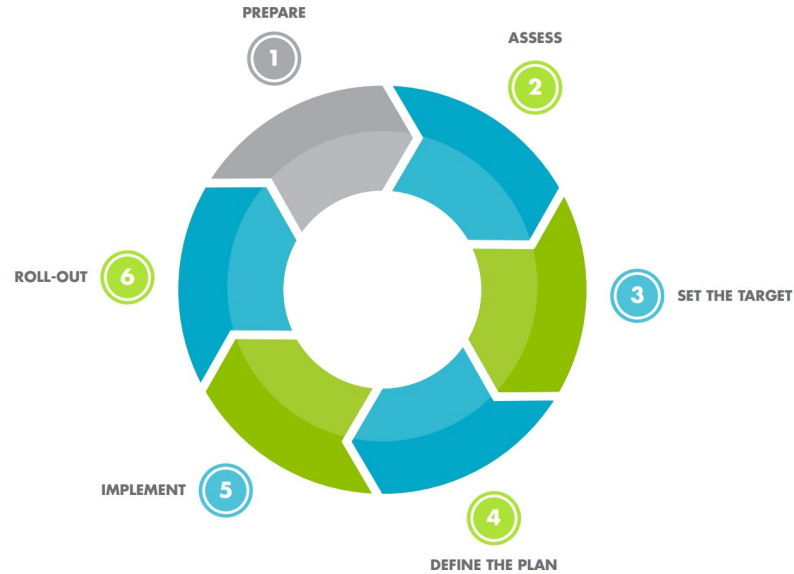 PREPARE
1
ASSESS
2
3
SET THE TARGET
4
DEFINE THE PLAN
IMPLEMENT
5
ROLL-OUT
6